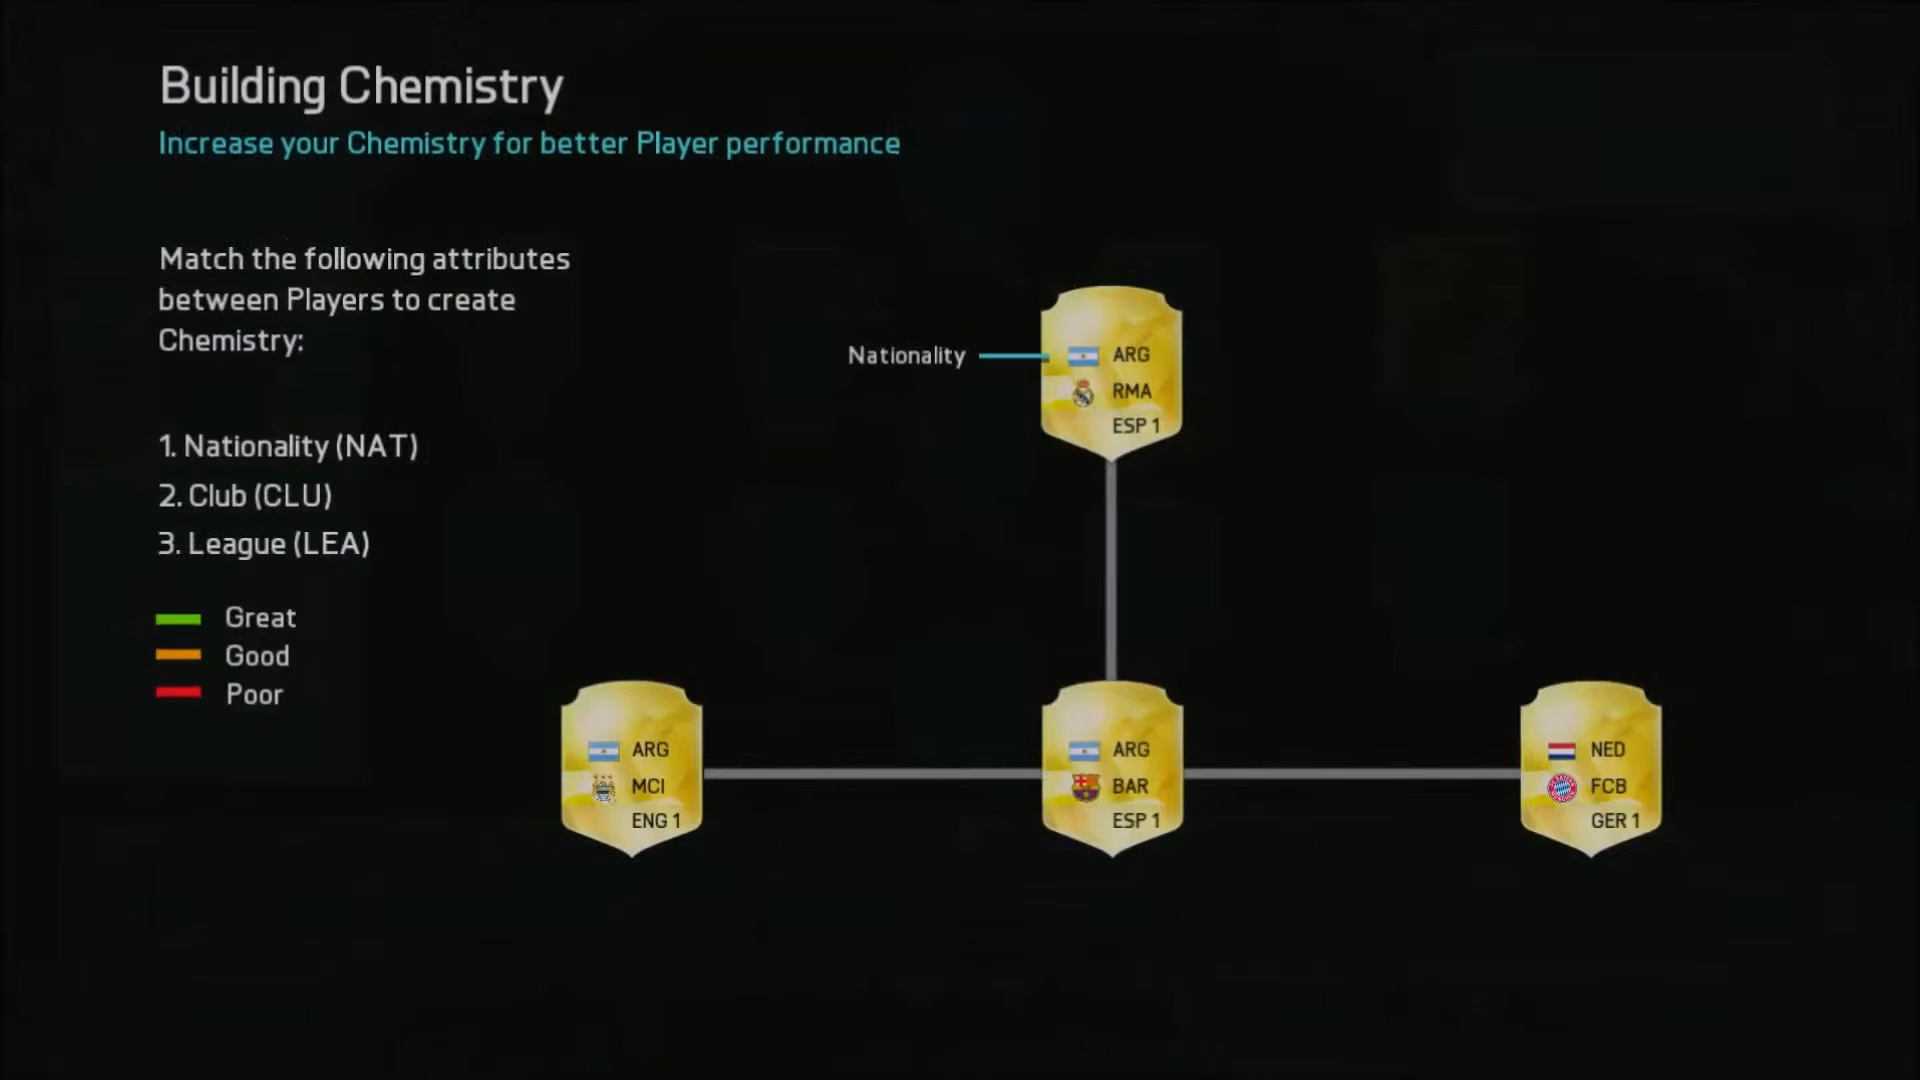 Building Chemistry
Increase your Chemistry for better Player performance
Match the following attributes
between Players to create
Chemistry:
1. Nationality (NAT)
2. Club (CLU)
3. League (LEA)
Great
Good
Poor
Nationality
ARG
RMA
ESP 1
ARG
MCI
ENG 1
ARG
BAR
ESP 1
NED
FCB
GER 1